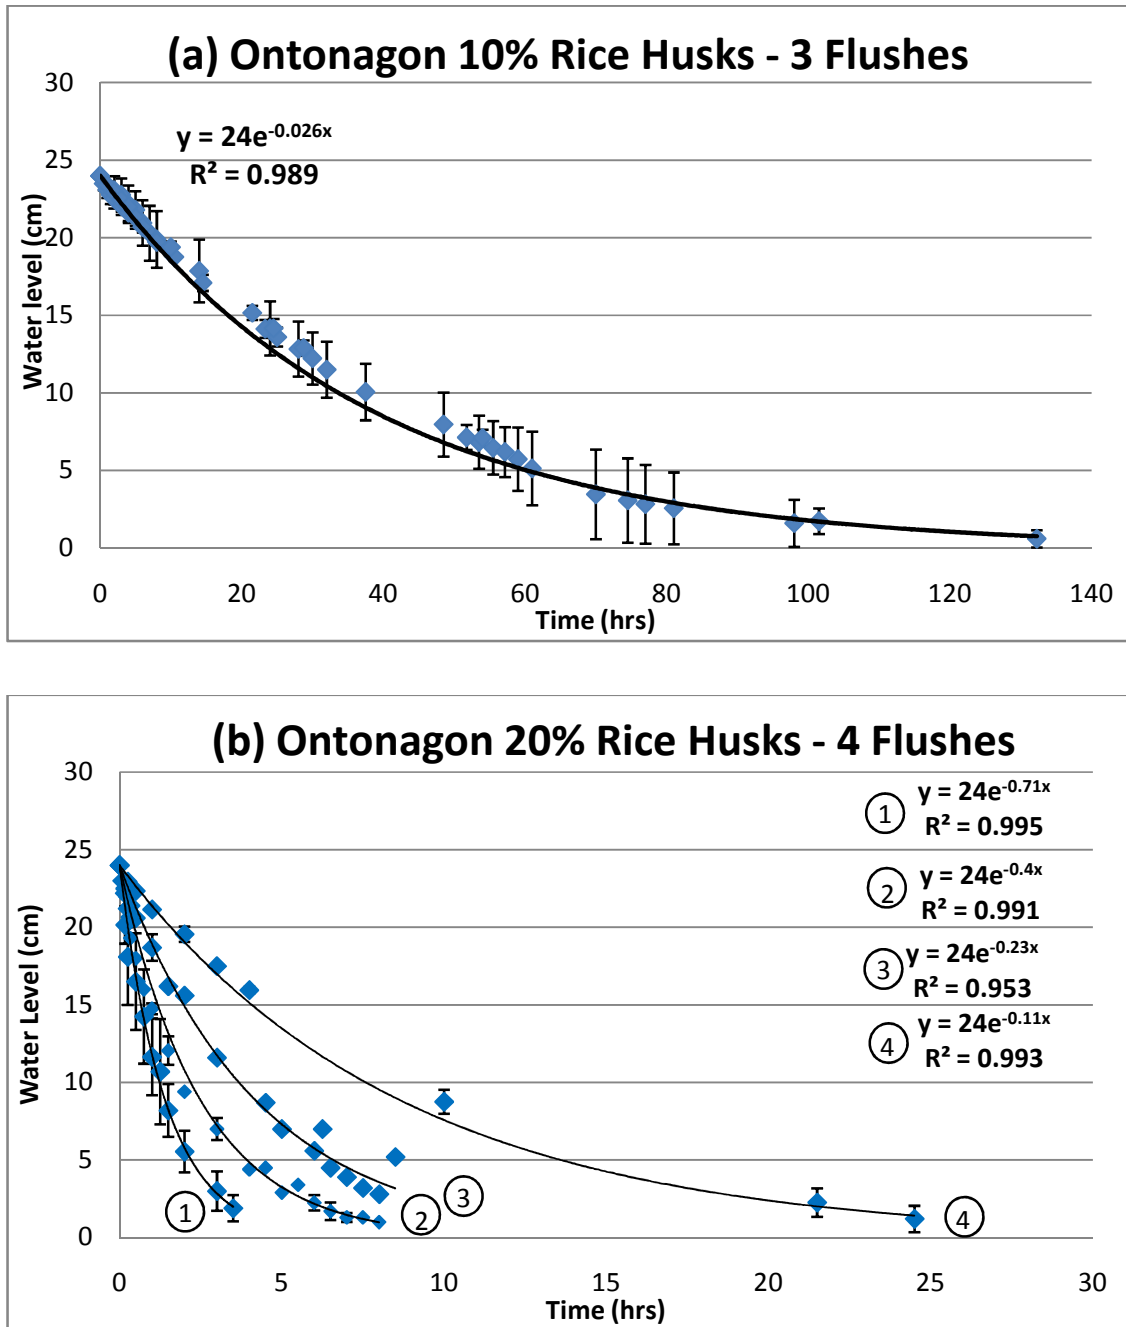 (a) Ontonagon 10% Rice Husks - 3 Flushes
30
25
20
15
10
5
0
Water level (cm)
y = 24e^-0.026x
R² = 0.989
0 20 40 60 80 100 120 140
Time (hrs)
(b) Ontonagon 20% Rice Husks - 4 Flushes
30
25
20
15
10
5
0
Water Level (cm)
1 y = 24e^-0.71x
R² = 0.995
2 y = 24e^-0.4x
R² = 0.991
3 y = 24e^-0.23x
R² = 0.953
4 y = 24e^-0.11x
R² = 0.993
1 2 3 4
0 5 10 15 20 25 30
Time (hrs)